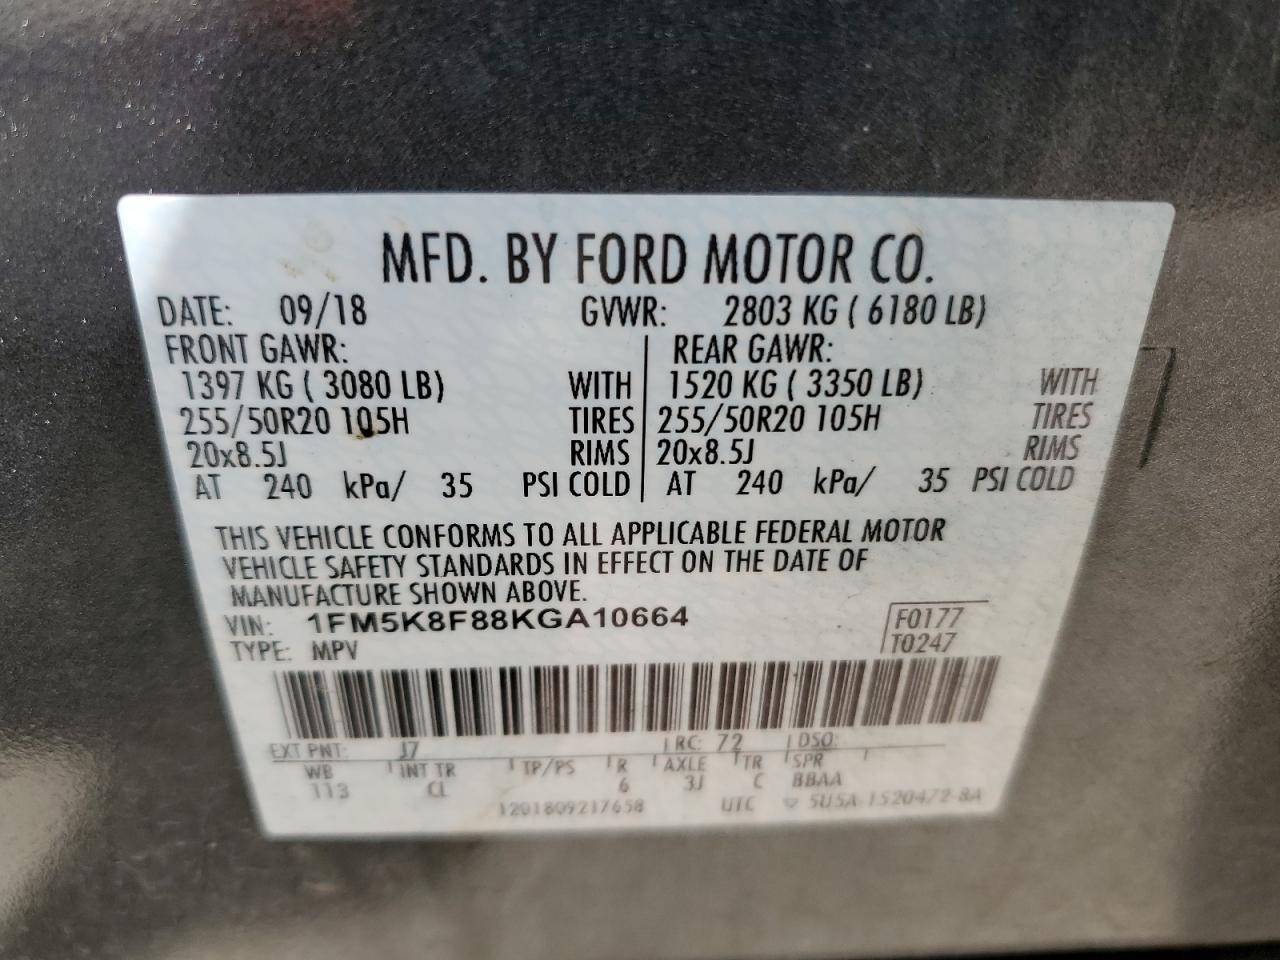 MFD. BY FORD MOTOR CO.
DATE: 09/18 GVWR: 2803 KG ( 6180 LB)
FRONT GAWR: REAR GAWR:
1397 KG ( 3080 LB) WITH 1520 KG ( 3350 LB) WITH
255/50R20 105H TIRES 255/50R20 105H TIRES
20x8.5J RIMS 20x8.5J RIMS
AT 240 kPa/ 35 PSI COLD AT 240 kPa/ 35 PSI COLD
THIS VEHICLE CONFORMS TO ALL APPLICABLE FEDERAL MOTOR
VEHICLE SAFETY STANDARDS IN EFFECT ON THE DATE OF
MANUFACTURE SHOWN ABOVE.
VIN: 1FM5K8F88KGA10664 F0177
TYPE: MPV T0247
EXT PNT: J7 RC: 72 DSO:
WB INT TR TP/PS R AXLE TR SPR
113 CL 6 3J C BBAA
1201809217658 UTC 5U5A-1520472-8A